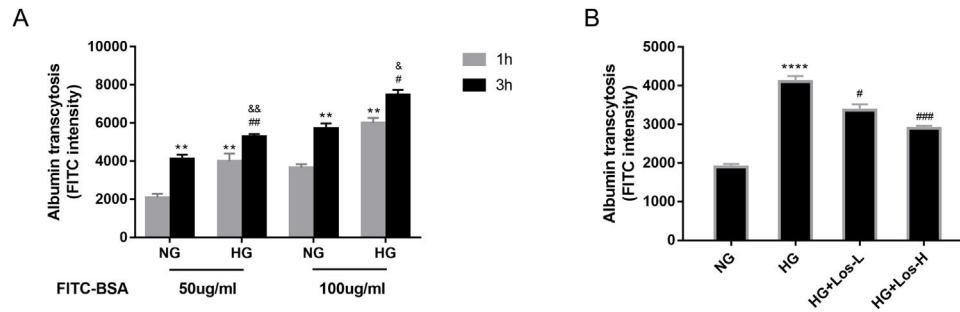 A
Albumin transcytosis
(FITC intensity)
10000
8000
6000
4000
2000
0
**
**
&&
##
**
**
&
#
1h
3h
NG
HG
NG
HG
FITC-BSA
50ug/ml
100ug/ml
B
Albumin transcytosis
(FITC intensity)
5000
4000
3000
2000
1000
0
****
#
###
NG
HG
HG+Los-L
HG+Los-H